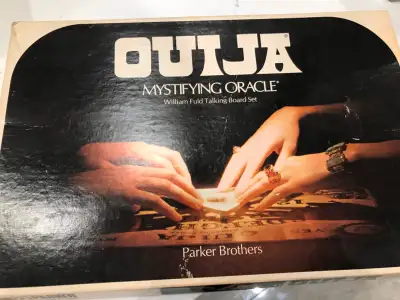 OUIJA
MYSTIFYING ORACLE®
William Fuld Talking Board Set
Parker Brothers